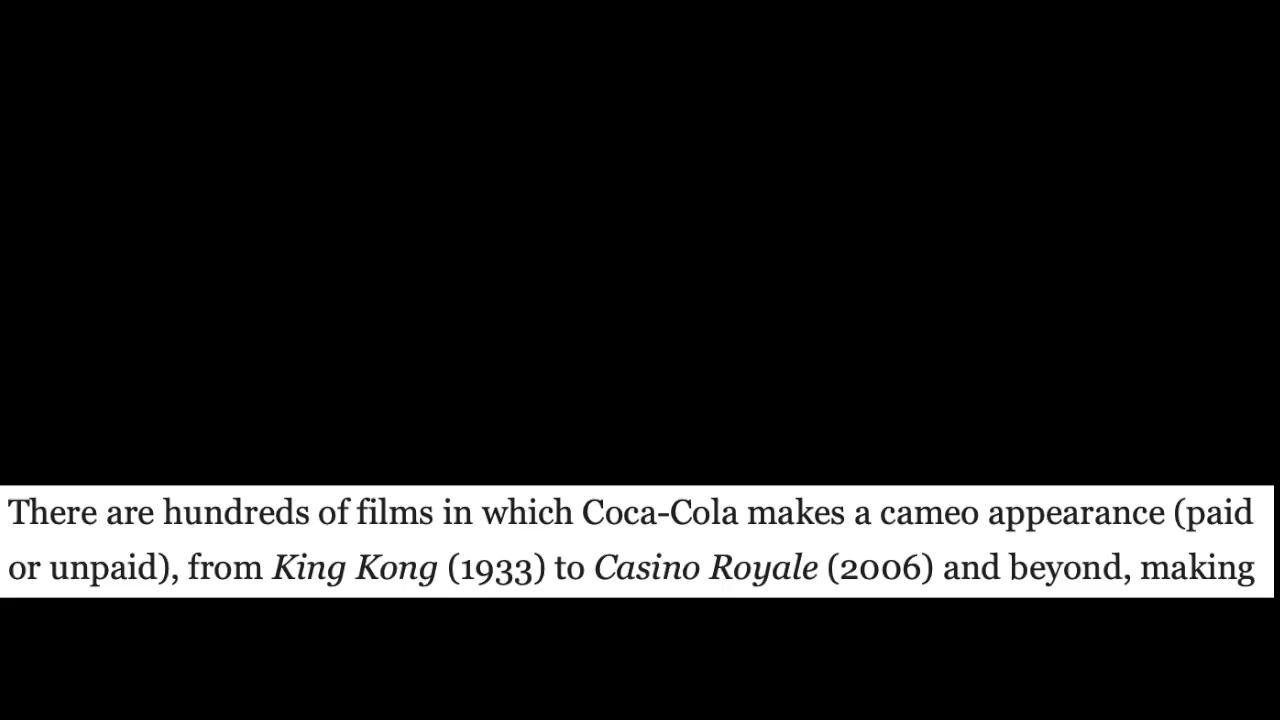 There are hundreds of films in which Coca-Cola makes a cameo appearance (paid
or unpaid), from King Kong (1933) to Casino Royale (2006) and beyond, making